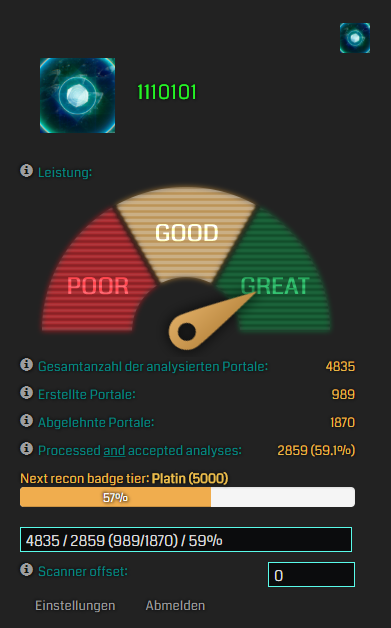 1110101
Leistung:
GOOD
POOR
GREAT
Gesamtanzahl der analysierten Portale: 4835
Erstellte Portale: 989
Abgelehnte Portale: 1870
Processed and accepted analyses: 2859 (59.1%)
Next recon badge tier: Platin (5000)
57%
4835 / 2859 (989/1870) / 59%
Scanner offset: 0
Einstellungen Abmelden